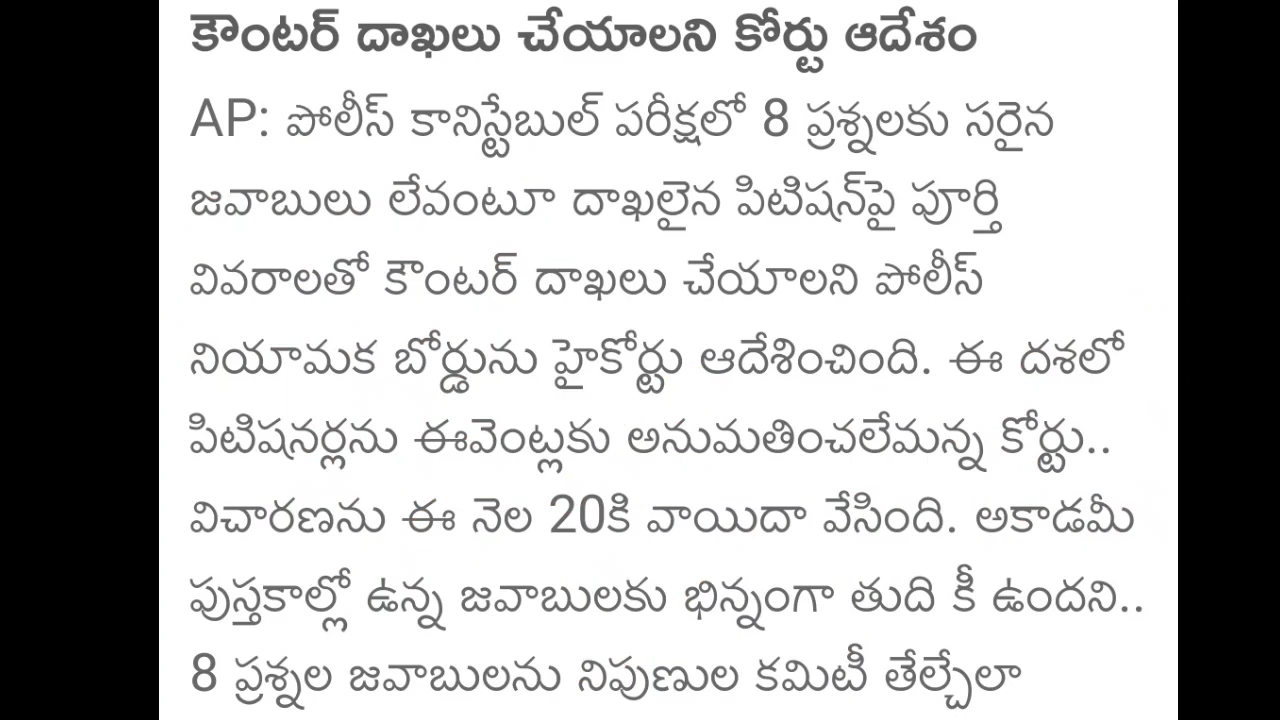 కౌంటర్ దాఖలు చేయాలని కోర్టు ఆదేశం
AP: పోలీస్ కానిస్టేబుల్ పరీక్షలో 8 ప్రశ్నలకు సరైన
జవాబులు లేవంటూ దాఖలైన పిటిషన్‌పై పూర్తి
వివరాలతో కౌంటర్ దాఖలు చేయాలని పోలీస్
నియామక బోర్డును హైకోర్టు ఆదేశించింది. ఈ దశలో
పిటిషనర్లను ఈవెంట్లకు అనుమతించలేమన్న కోర్టు..
విచారణను ఈ నెల 20కి వాయిదా వేసింది. అకాడమీ
పుస్తకాల్లో ఉన్న జవాబులకు భిన్నంగా తుది కీ ఉందని..
8 ప్రశ్నల జవాబులను నిపుణుల కమిటీ తేల్చేలా